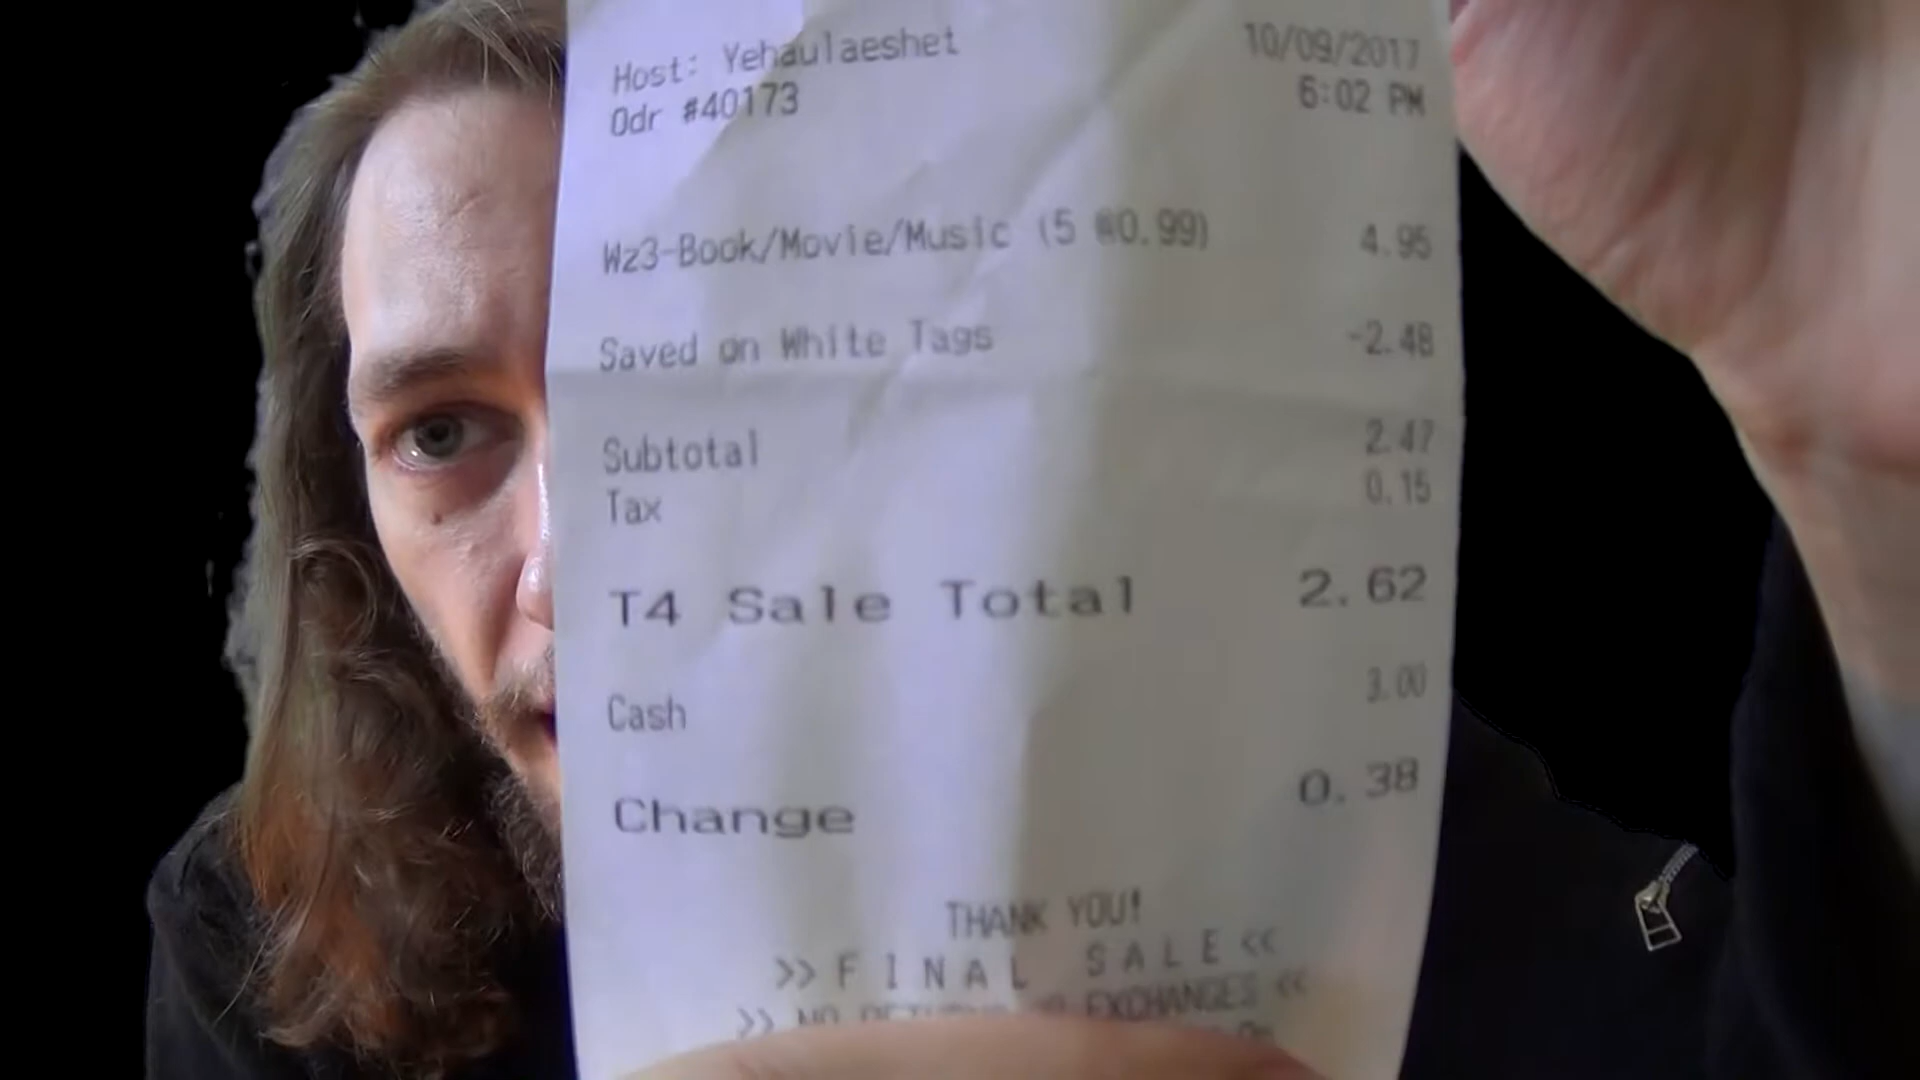 Host: Yehaulaeshet 10/09/2017
Odr #40173 6:02 PM
Wz3-Book/Movie/Music (5 @0.99) 4.95
Saved on White Tags -2.48
Subtotal 2.47
Tax 0.15
T4 Sale Total 2.62
Cash 3.00
Change 0.38
THANK YOU!
>> F I N A L S A L E <<
>> NO EXCHANGES <<